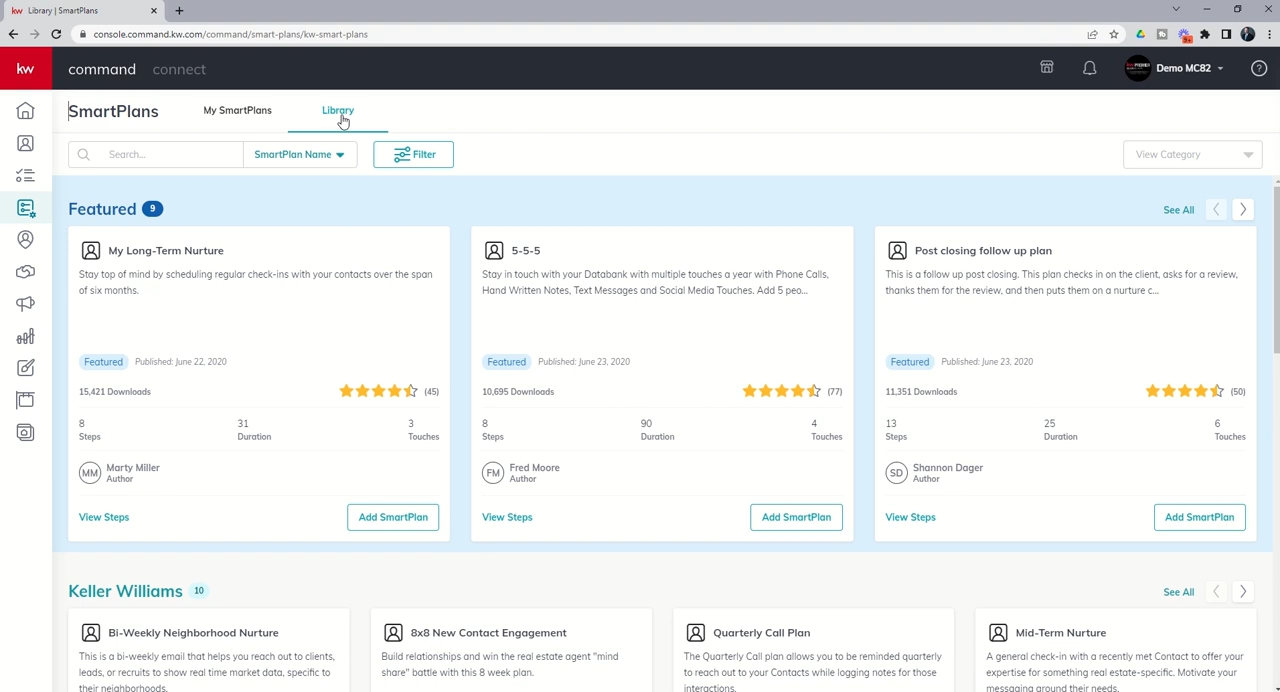 kw Library | SmartPlans
console.command.kw.com/command/smart-plans/kw-smart-plans
9+
kw command connect
Demo MC82
SmartPlans My SmartPlans Library
Search... SmartPlan Name Filter View Category
Featured 9 See All
My Long-Term Nurture
Stay top of mind by scheduling regular check-ins with your contacts over the span
of six months.
Featured Published: June 22, 2020
15,421 Downloads (45)
8 31 3
Steps Duration Touches
MM Marty Miller
Author
View Steps Add SmartPlan
5-5-5
Stay in touch with your Databank with multiple touches a year with Phone Calls,
Hand Written Notes, Text Messages and Social Media Touches. Add 5 peo...
Featured Published: June 23, 2020
10,695 Downloads (77)
8 90 4
Steps Duration Touches
FM Fred Moore
Author
View Steps Add SmartPlan
Post closing follow up plan
This is a follow up post closing. This plan checks in on the client, asks for a review,
thanks them for the review, and then puts them on a nurture c...
Featured Published: June 23, 2020
11,351 Downloads (50)
13 25 6
Steps Duration Touches
SD Shannon Dager
Author
View Steps Add SmartPlan
Keller Williams 10 See All
Bi-Weekly Neighborhood Nurture
This is a bi-weekly email that helps you reach out to clients,
leads, or recruits to show real time market data, specific to
their neighborhoods.
8x8 New Contact Engagement
Build relationships and win the real estate agent "mind
share" battle with this 8 week plan.
Quarterly Call Plan
The Quarterly Call plan allows you to be reminded quarterly
to reach out to your Contacts while logging notes for those
interactions.
Mid-Term Nurture
A general check-in with a recently met Contact to offer your
expertise for something real estate-specific. Motivate your
messaging around their needs.